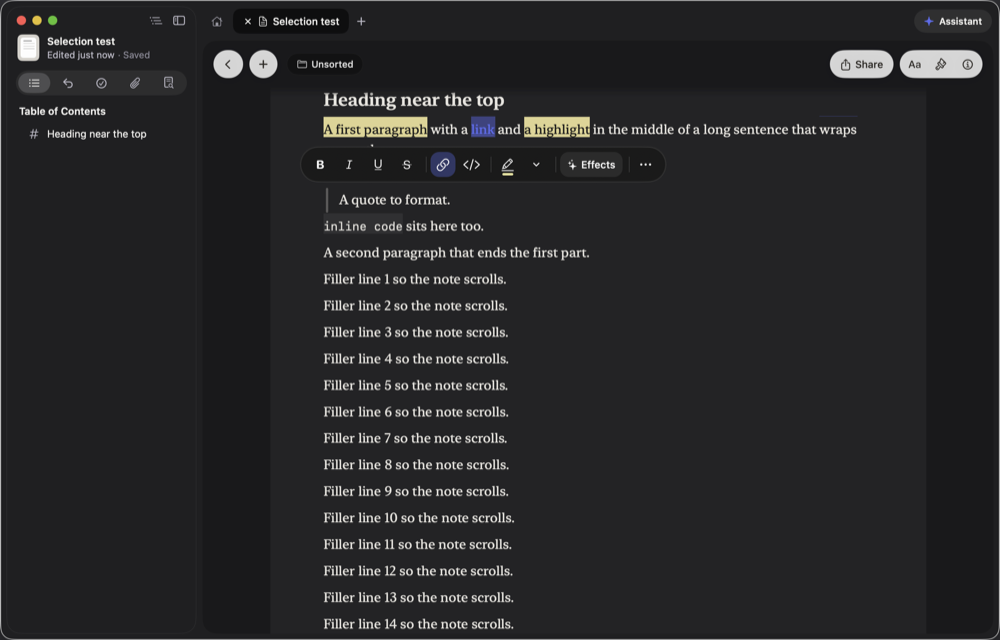 Selection test
Assistant
Selection test
Edited just now · Saved
Unsorted
Share
Aa
Table of Contents
# Heading near the top
Heading near the top
A first paragraph with a link and a highlight in the middle of a long sentence that wraps
B I U S </> Effects
A quote to format.
inline code sits here too.
A second paragraph that ends the first part.
Filler line 1 so the note scrolls.
Filler line 2 so the note scrolls.
Filler line 3 so the note scrolls.
Filler line 4 so the note scrolls.
Filler line 5 so the note scrolls.
Filler line 6 so the note scrolls.
Filler line 7 so the note scrolls.
Filler line 8 so the note scrolls.
Filler line 9 so the note scrolls.
Filler line 10 so the note scrolls.
Filler line 11 so the note scrolls.
Filler line 12 so the note scrolls.
Filler line 13 so the note scrolls.
Filler line 14 so the note scrolls.